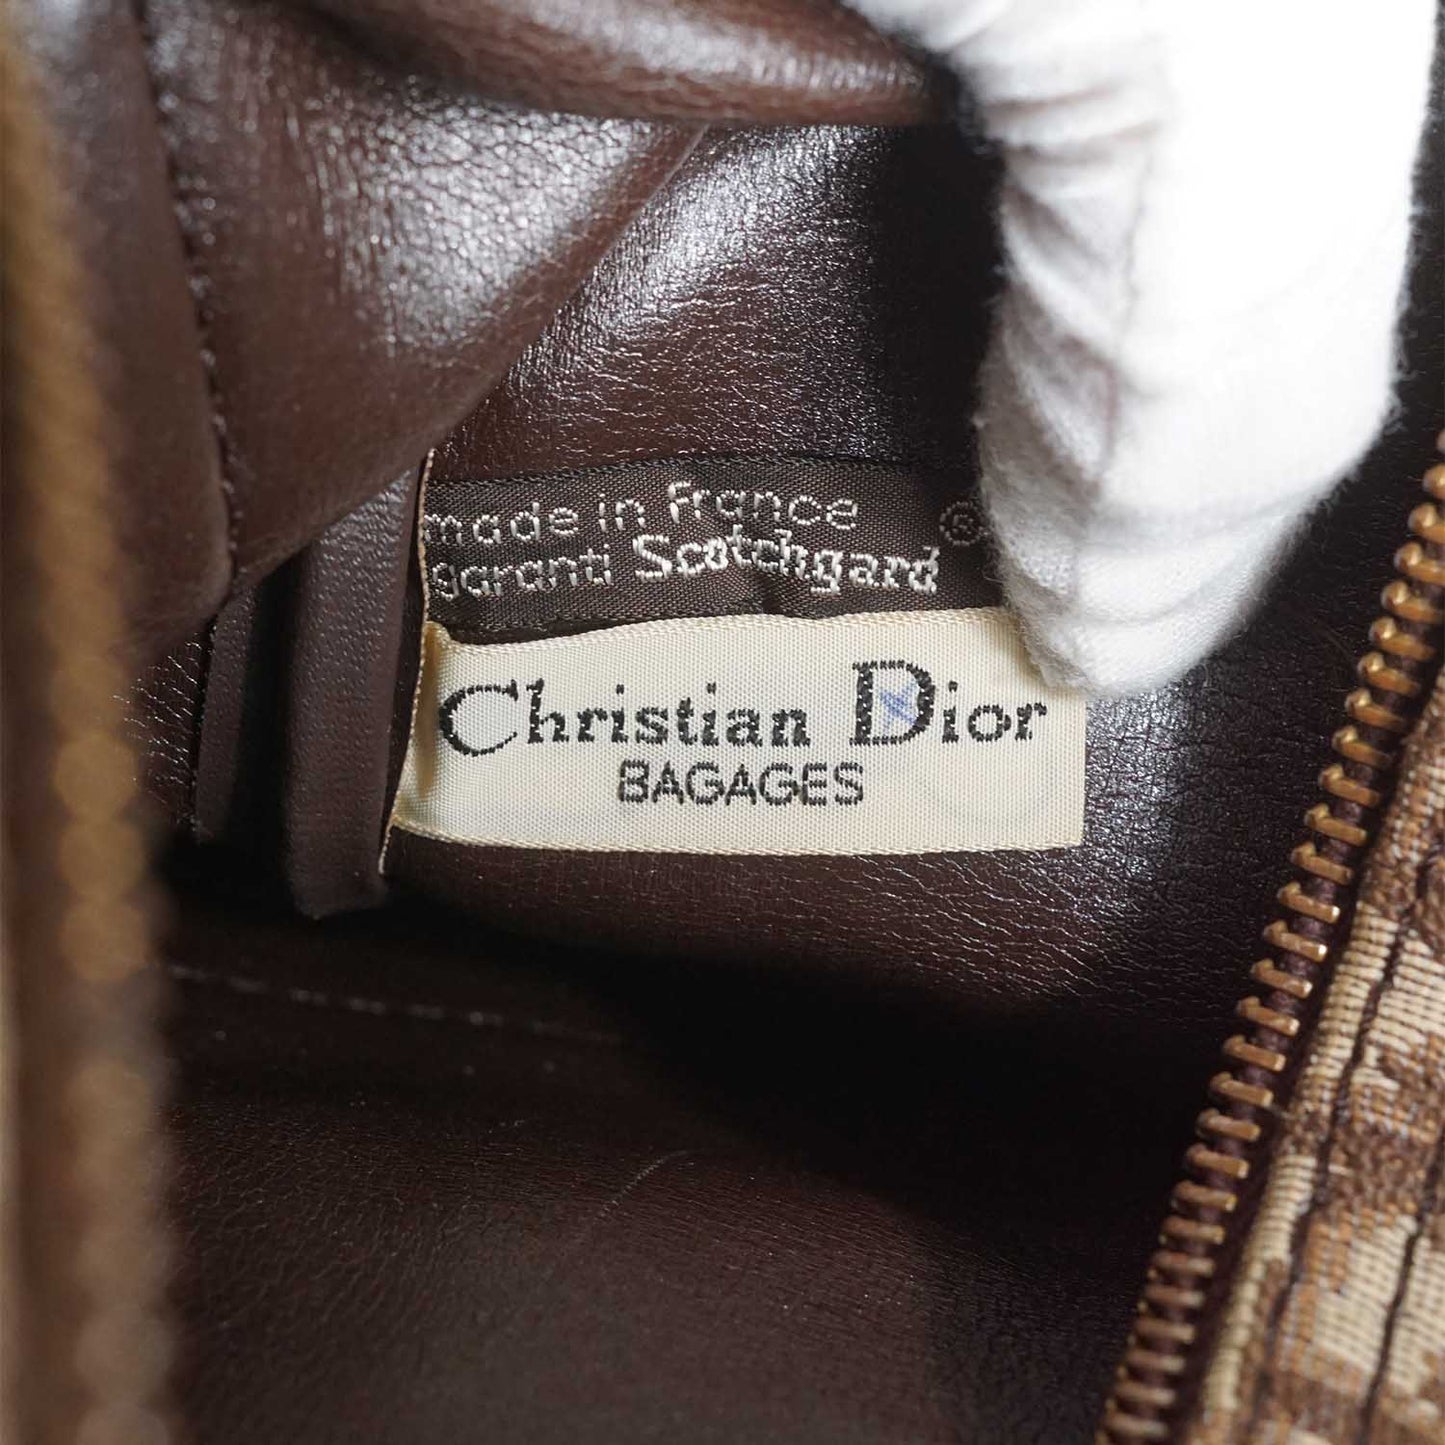 made in France
garanti Scotchgard ®
Christian Dior
BAGAGES